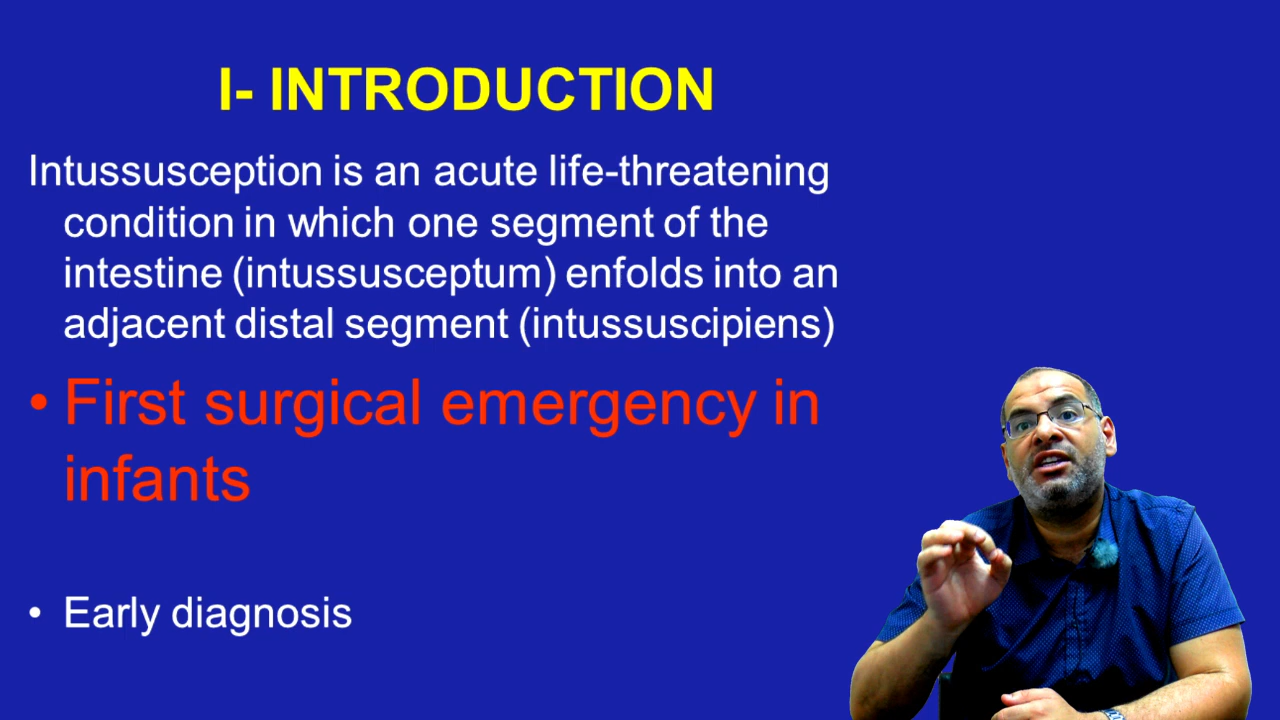 I- INTRODUCTION
Intussusception is an acute life-threatening
condition in which one segment of the
intestine (intussusceptum) enfolds into an
adjacent distal segment (intussuscipiens)
• First surgical emergency in
infants
• Early diagnosis